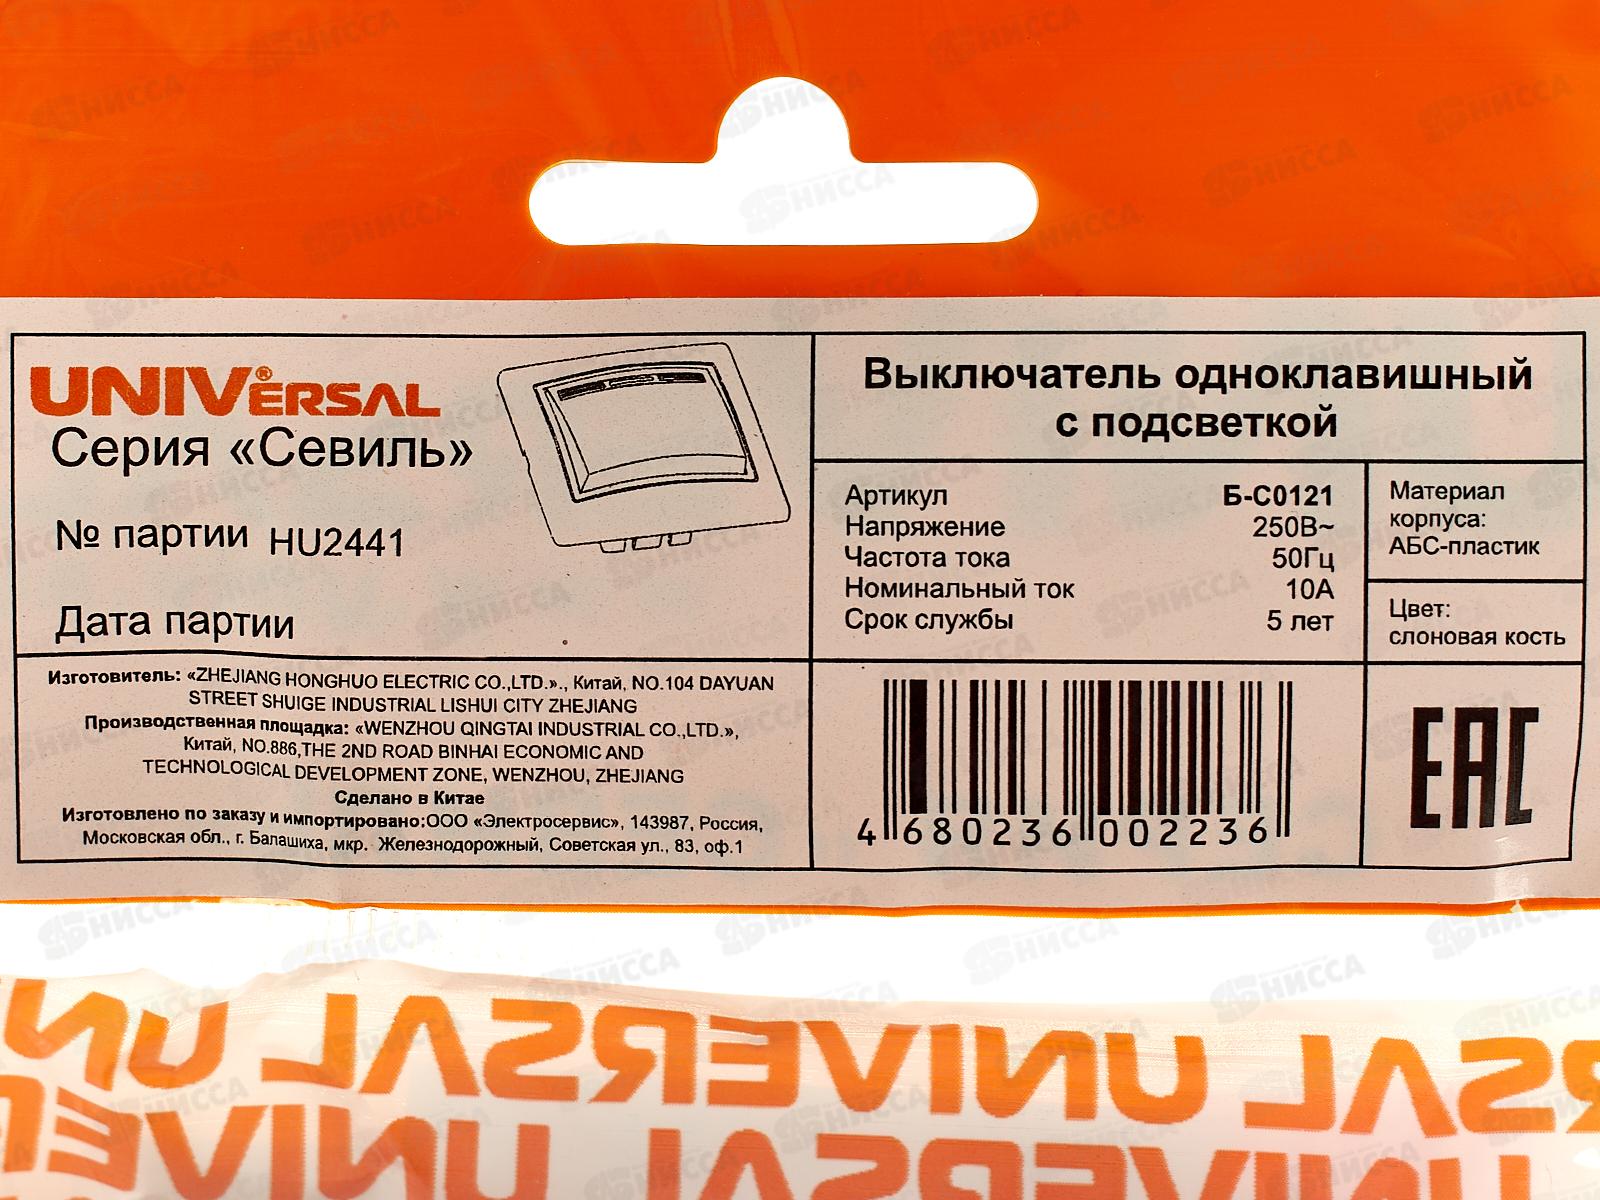 UNIVERSAL®
Серия «Севиль»
№ партии HU2441
Дата партии
Выключатель одноклавишный
с подсветкой
Артикул Б-С0121
Напряжение 250В~
Частота тока 50Гц
Номинальный ток 10А
Срок службы 5 лет
Материал
корпуса:
АБС-пластик
Цвет:
слоновая кость
Изготовитель: «ZHEJIANG HONGHUO ELECTRIC CO.,LTD.»., Китай, NO.104 DAYUAN
STREET SHUIGE INDUSTRIAL LISHUI CITY ZHEJIANG
Производственная площадка: «WENZHOU QINGTAI INDUSTRIAL CO.,LTD.»,
Китай, NO.886,THE 2ND ROAD BINHAI ECONOMIC AND
TECHNOLOGICAL DEVELOPMENT ZONE, WENZHOU, ZHEJIANG
Сделано в Китае
Изготовлено по заказу и импортировано:ООО «Электросервис», 143987, Россия,
Московская обл., г. Балашиха, мкр. Железнодорожный, Советская ул., 83, оф.1
4 680236 002236
EAC
UNIVERSAL UNIVERSAL
UNIVERSAL UNIVERSAL
НИССА